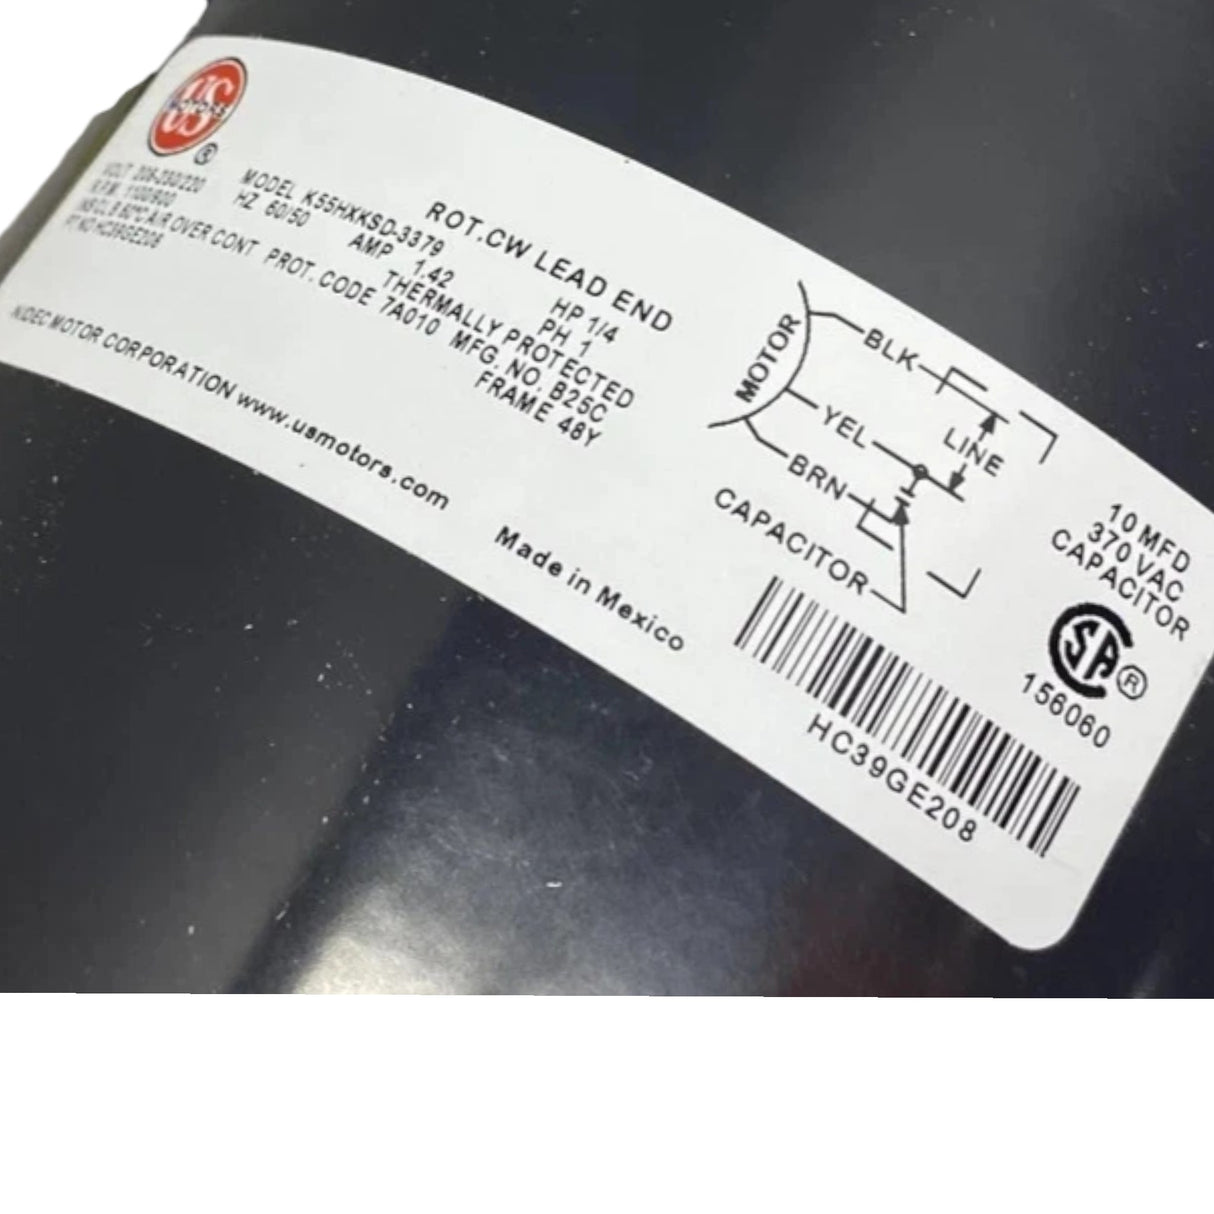 US
MOTORS
®
ROT.CW LEAD END
MODEL K55HXKSD-3379
HP 1/4
VOLT 208-230/220
HZ 60/50
AMP 1.42
PH 1
R.P.M. 1100/900
THERMALLY PROTECTED
INS CL B 60°C AIR OVER CONT
PROT. CODE 7A010
MFG. NO. B25C
PT NO HC39GE208
FRAME 48Y
NIDEC MOTOR CORPORATION www.usmotors.com
Made in Mexico
MOTOR
BLK
YEL
LINE
BRN
CAPACITOR
10 MFD
370 VAC
CAPACITOR
SA ®
156060
HC39GE208